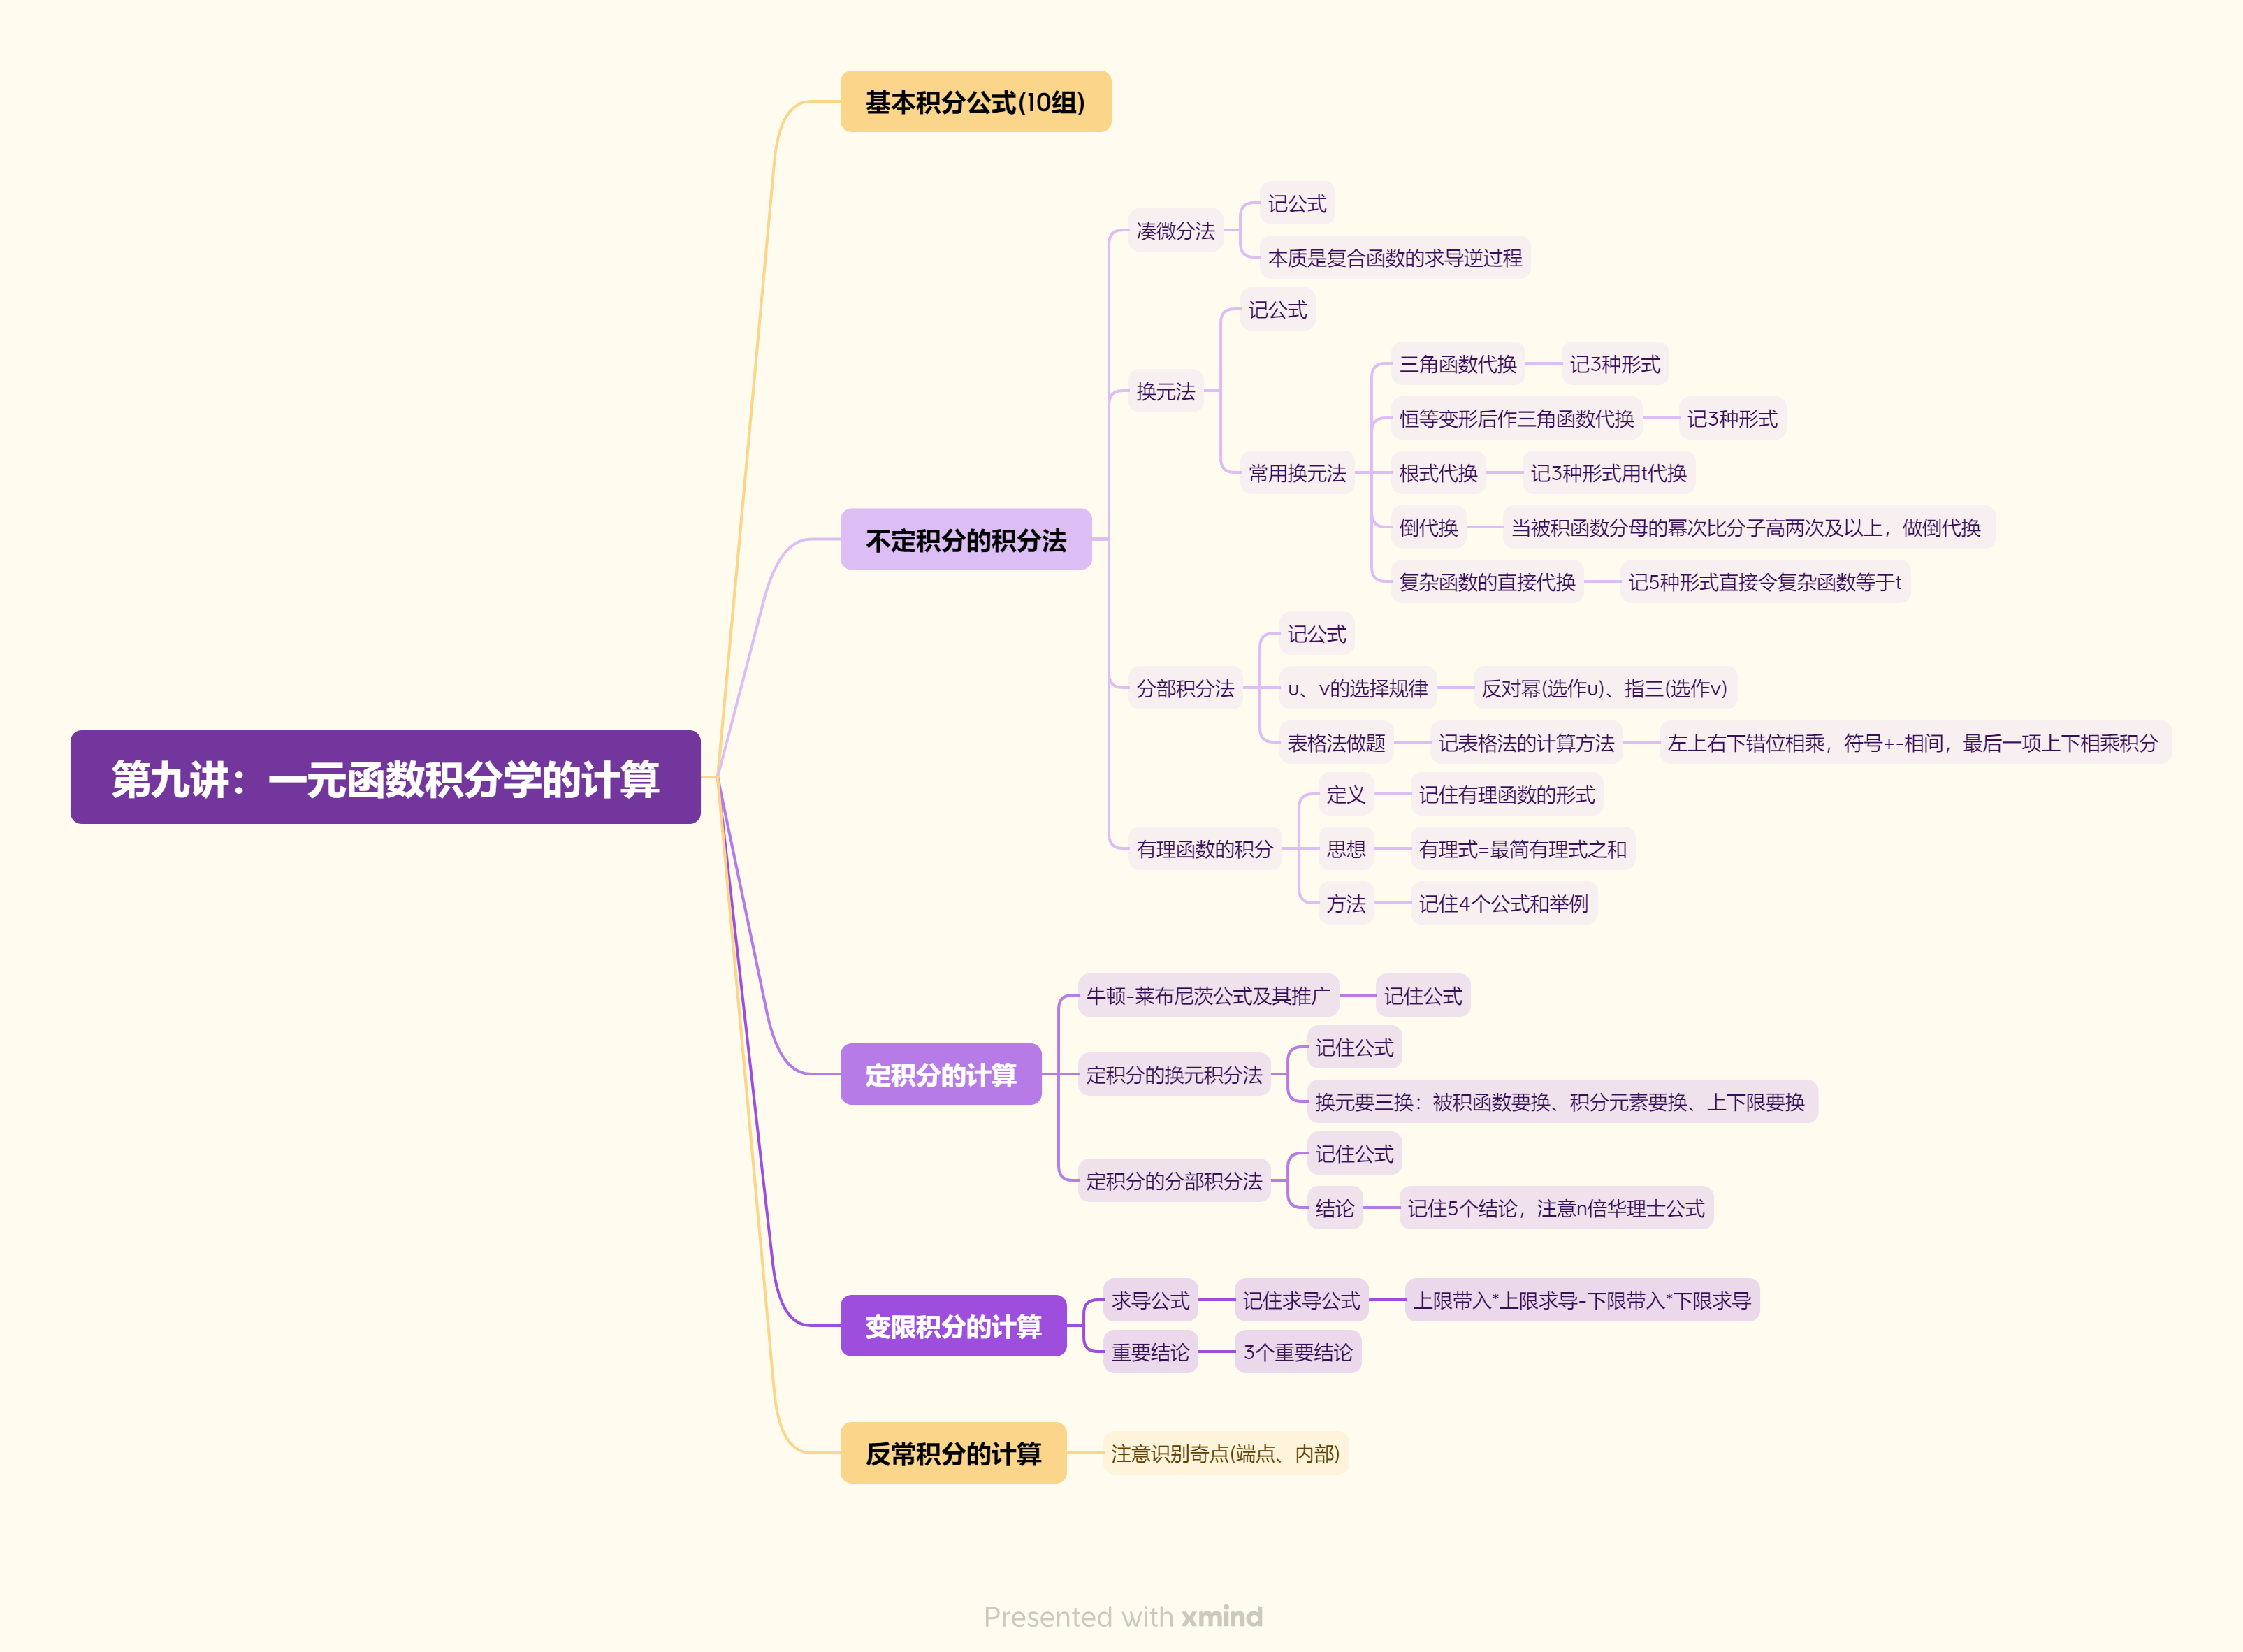 基本积分公式(10组)
记公式
凑微分法
本质是复合函数的求导逆过程
记公式
三角函数代换
记3种形式
换元法
恒等变形后作三角函数代换
记3种形式
常用换元法
根式代换
记3种形式用t代换
不定积分的积分法
倒代换
当被积函数分母的幂次比分子高两次及以上，做倒代换
复杂函数的直接代换
记5种形式直接令复杂函数等于t
记公式
分部积分法
u、v的选择规律
反对幂(选作u)、指三(选作v)
表格法做题
记表格法的计算方法
左上右下错位相乘，符号+-相间，最后一项上下相乘积分
第九讲：一元函数积分学的计算
定义
记住有理函数的形式
有理函数的积分
思想
有理式=最简有理式之和
方法
记住4个公式和举例
牛顿-莱布尼茨公式及其推广
记住公式
记住公式
定积分的计算
定积分的换元积分法
换元要三换：被积函数要换、积分元素要换、上下限要换
记住公式
定积分的分部积分法
结论
记住5个结论，注意n倍华理士公式
求导公式
记住求导公式
上限带入*上限求导-下限带入*下限求导
变限积分的计算
重要结论
3个重要结论
反常积分的计算
注意识别奇点(端点、内部)
Presented with xmind